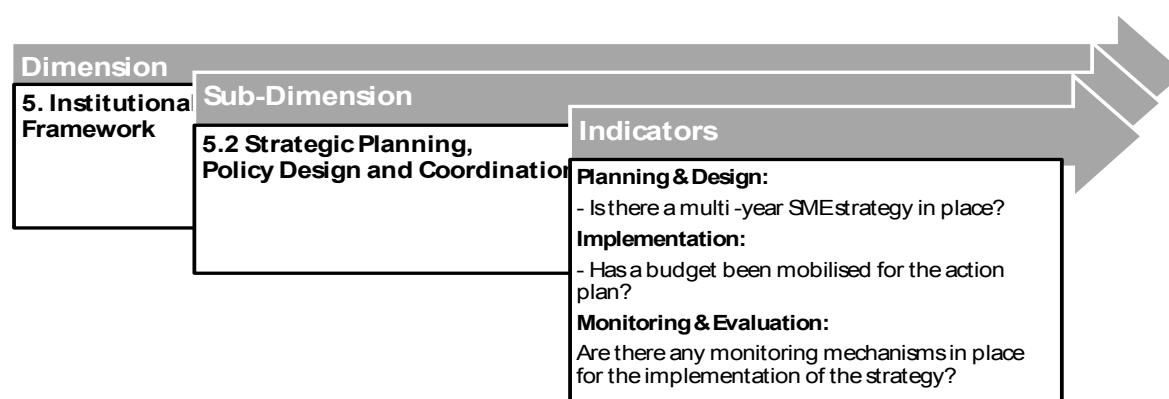 Dimension
5. Institutional
Framework
Sub-Dimension
5.2 Strategic Planning,
Policy Design and Coordination
Indicators
Planning & Design:
- Is there a multi -year SME strategy in place?
Implementation:
- Has a budget been mobilised for the action
plan?
Monitoring & Evaluation:
Are there any monitoring mechanisms in place
for the implementation of the strategy?